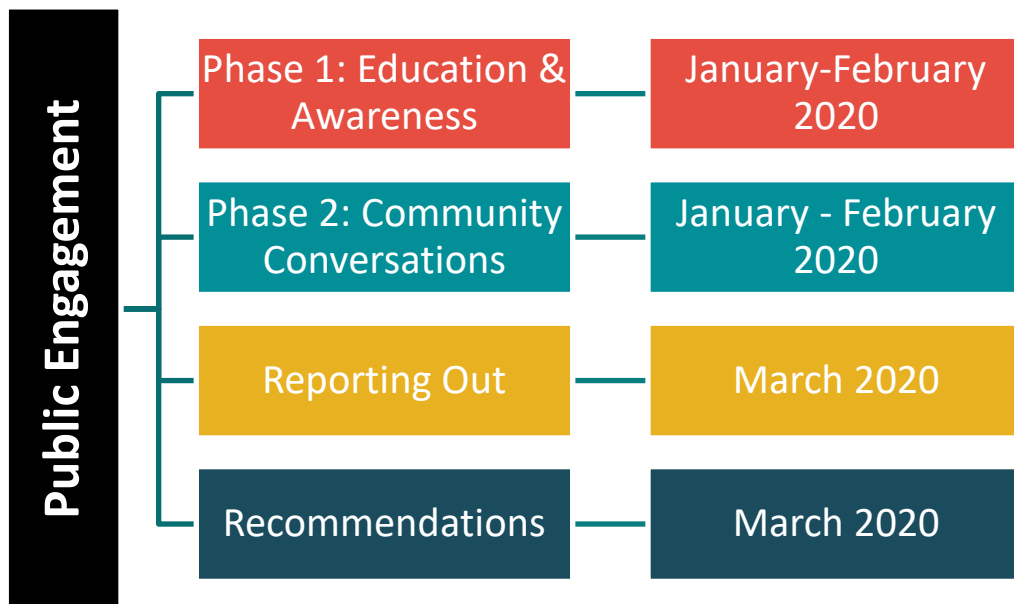 Public Engagement
Phase 1: Education &
Awareness
January-February
2020
Phase 2: Community
Conversations
January - February
2020
Reporting Out
March 2020
Recommendations
March 2020